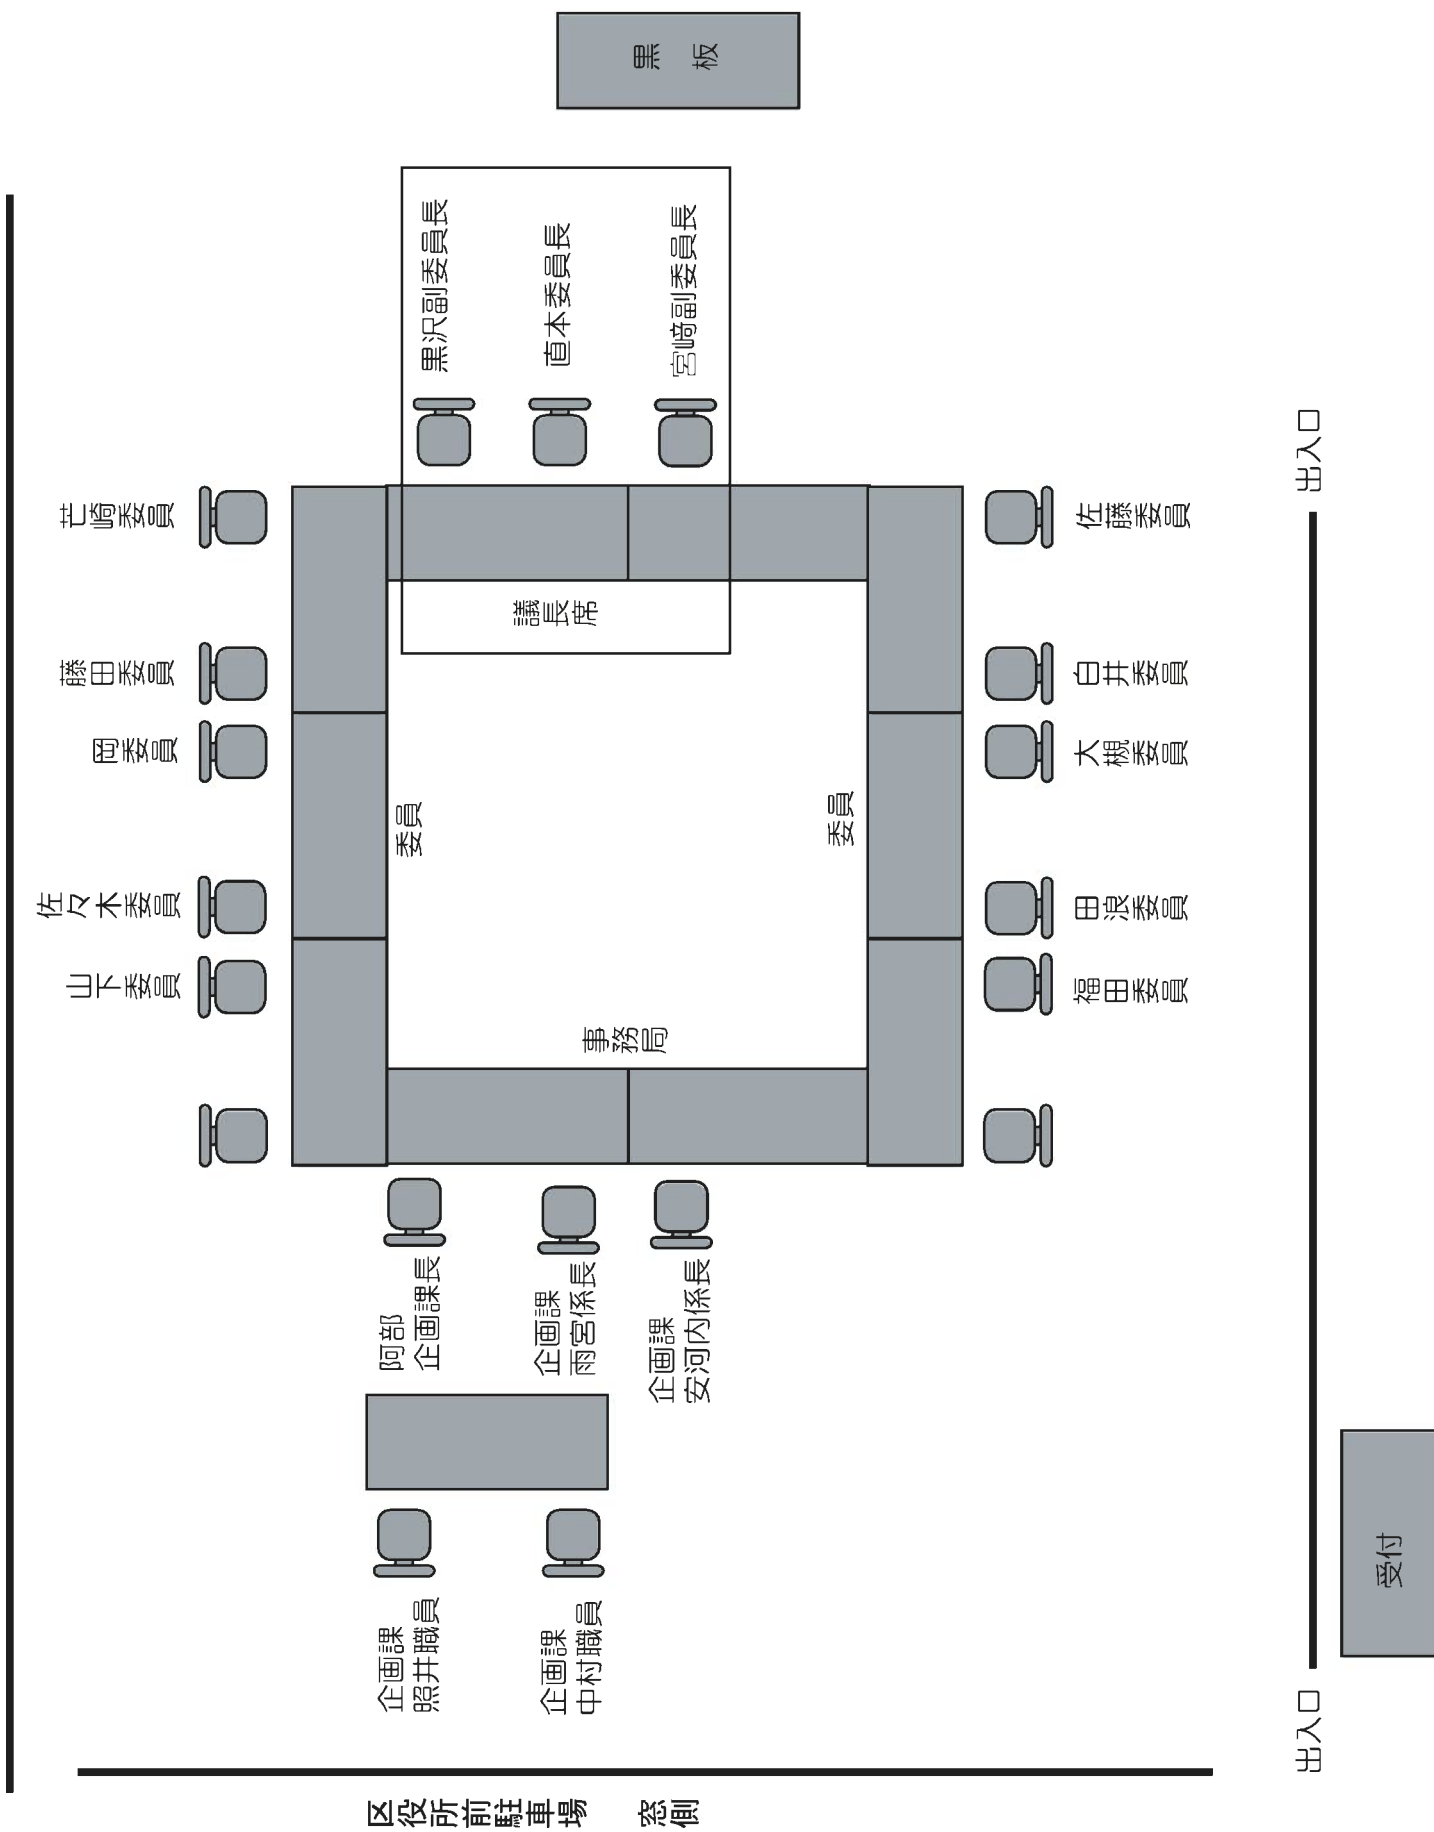 黒　板
黒沢副委員長
直本委員長
宮﨑副委員長
議長席
芒﨑委員
藤田委員
岡委員
佐々木委員
山下委員
委員
佐藤委員
白井委員
大槻委員
田浪委員
福田委員
委員
事務局
阿部
企画課長
企画課
雨宮係長
企画課
安河内係長
企画課
照井職員
企画課
中村職員
出入口
受付
出入口
区役所前駐車場　窓側